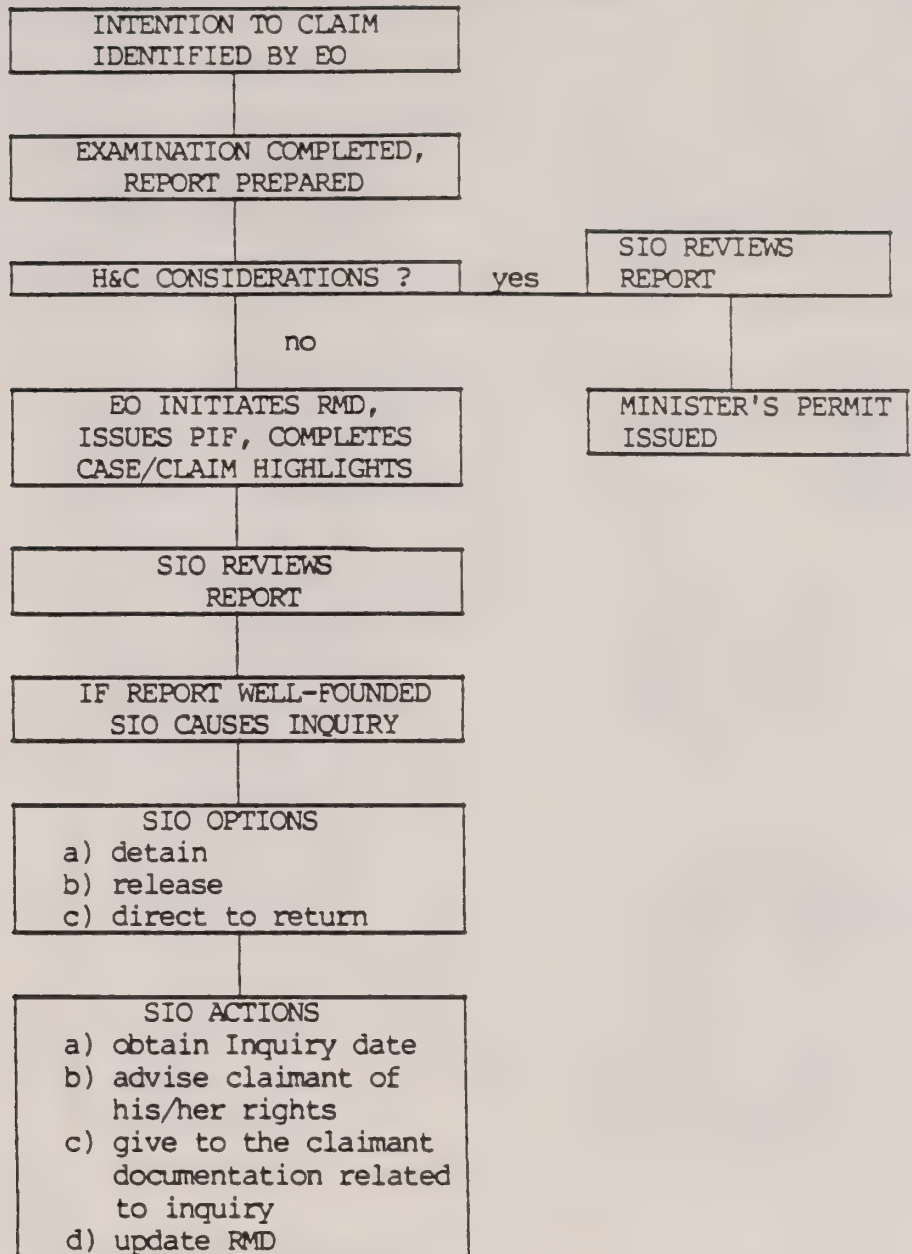 INTENTION TO CLAIM
IDENTIFIED BY EO
EXAMINATION COMPLETED,
REPORT PREPARED
H&C CONSIDERATIONS ?
yes
SIO REVIEWS
REPORT
no
MINISTER'S PERMIT
ISSUED
EO INITIATES RMD,
ISSUES PIF, COMPLETES
CASE/CLAIM HIGHLIGHTS
SIO REVIEWS
REPORT
IF REPORT WELL-FOUNDED
SIO CAUSES INQUIRY
SIO OPTIONS
a) detain
b) release
c) direct to return
SIO ACTIONS
a) obtain Inquiry date
b) advise claimant of
his/her rights
c) give to the claimant
documentation related
to inquiry
d) update RMD